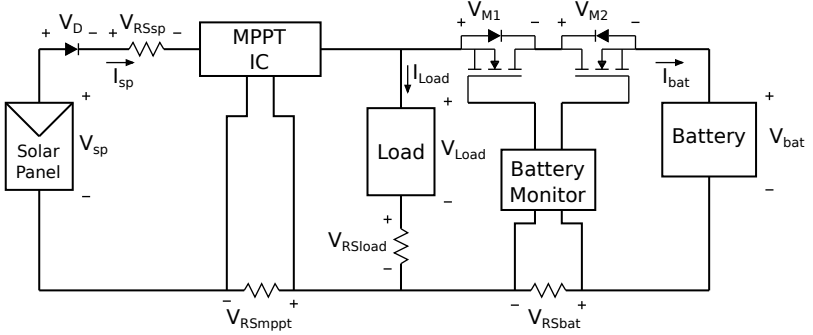 + V_D −
+ V_RSsp −
I_sp
MPPT
IC
+ V_M1 −
+ V_M2 −
I_Load
I_bat
+
Solar
Panel
V_sp
−
+
Load
V_Load
−
Battery
Monitor
+
Battery
V_bat
−
+
V_RSload
−
− +
V_RSmppt
− +
V_RSbat